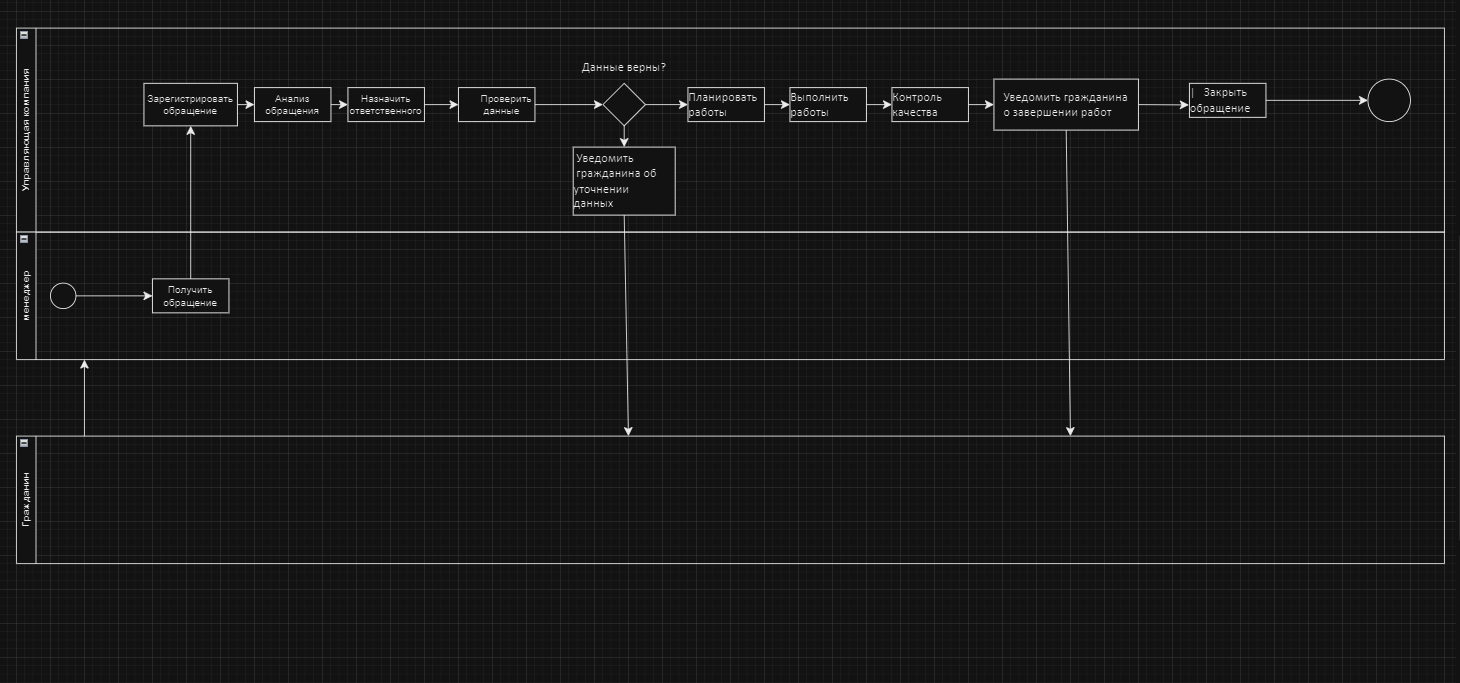 Управляющая компания
Данные верны?
Зарегистрировать
обращение
Анализ
обращения
Назначить
ответственного
Проверить
данные
Планировать
работы
Выполнить
работы
Контроль
качества
Уведомить гражданина
о завершении работ
| Закрыть
обращение
Уведомить
гражданина об
уточнении
данных
менеджер
Получить
обращение
Гражданин